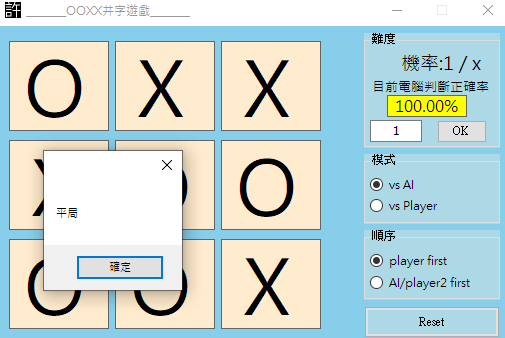 許 ______OOXX井字遊戲______
O X X
X O O
O O X
平局
確定
難度
機率:1 / x
目前電腦判斷正確率
100.00%
1 OK
模式
vs AI
vs Player
順序
player first
AI/player2 first
Reset